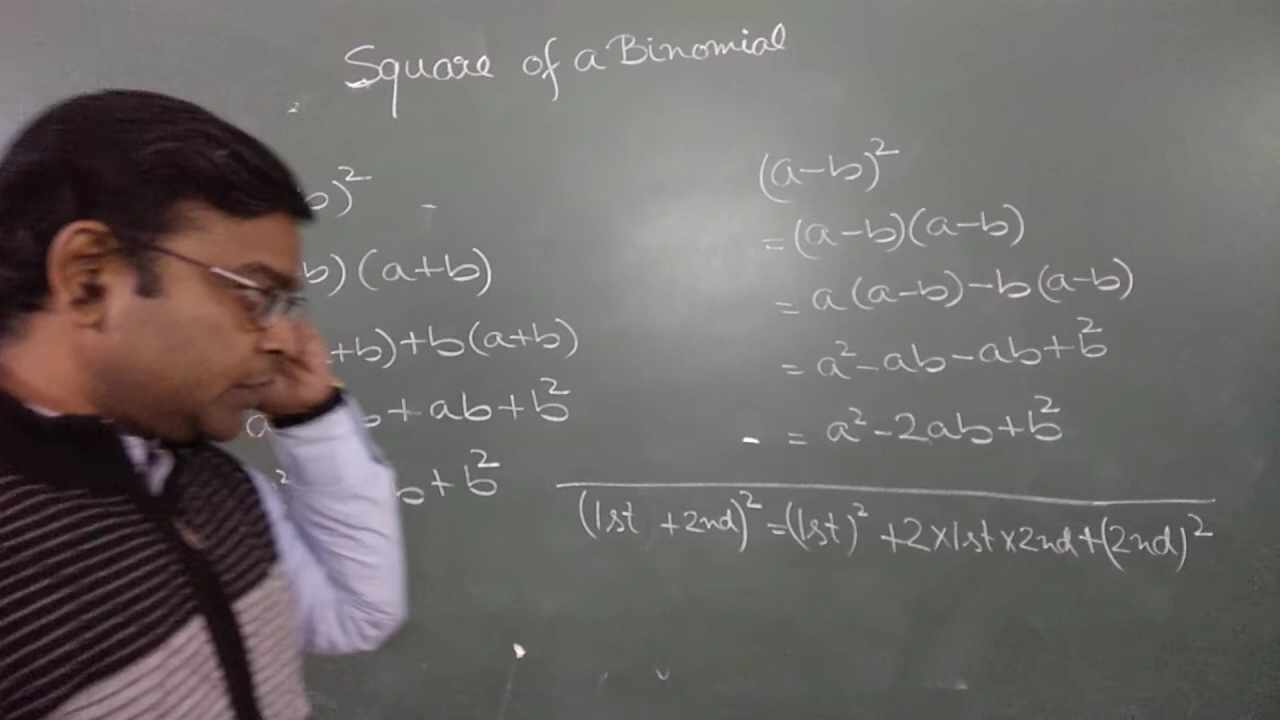 Square of a Binomial
b)²
b)(a+b)
+b)+b(a+b)
a b+ab+b²
² b+b²
(a-b)²
=(a-b)(a-b)
=a(a-b)-b(a-b)
=a²-ab-ab+b²
=a²-2ab+b²
(1st +2nd)²=(1st)²+2×1st×2nd+(2nd)²